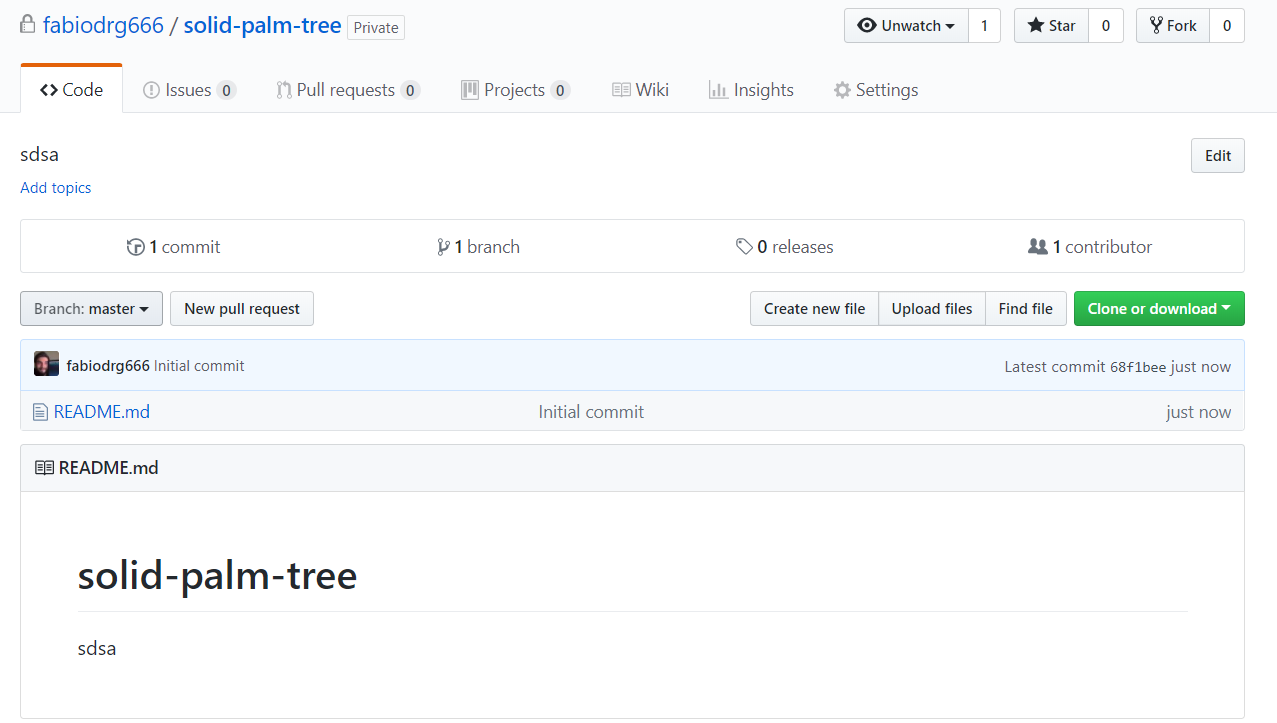 fabiodrg666 / solid-palm-tree Private Unwatch 1 Star 0 Fork 0
Code Issues 0 Pull requests 0 Projects 0 Wiki Insights Settings
sdsa Edit
Add topics
1 commit 1 branch 0 releases 1 contributor
Branch: master New pull request Create new file Upload files Find file Clone or download
fabiodrg666 Initial commit Latest commit 68f1bee just now
README.md Initial commit just now
README.md
solid-palm-tree
sdsa